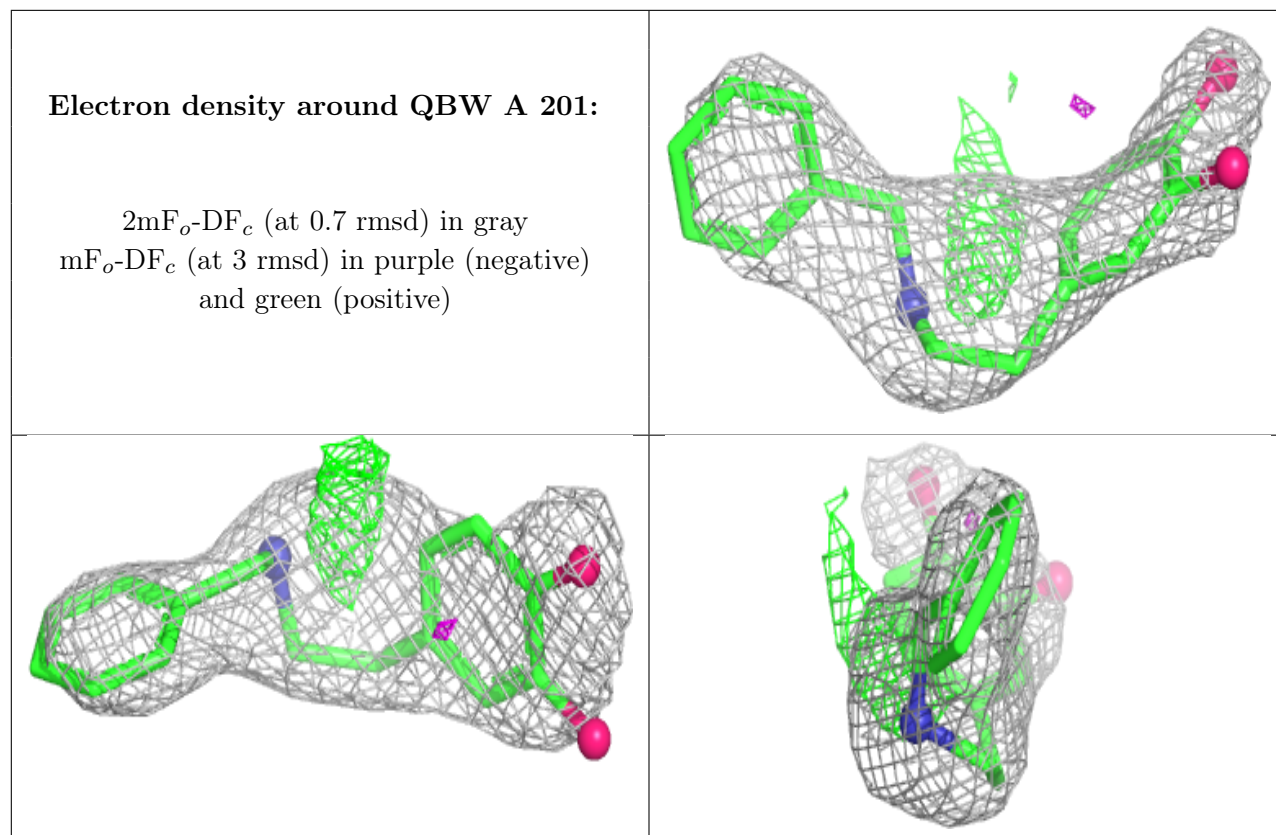 Electron density around QBW A 201:
2mFo-DFc (at 0.7 rmsd) in gray
mFo-DFc (at 3 rmsd) in purple (negative)
and green (positive)